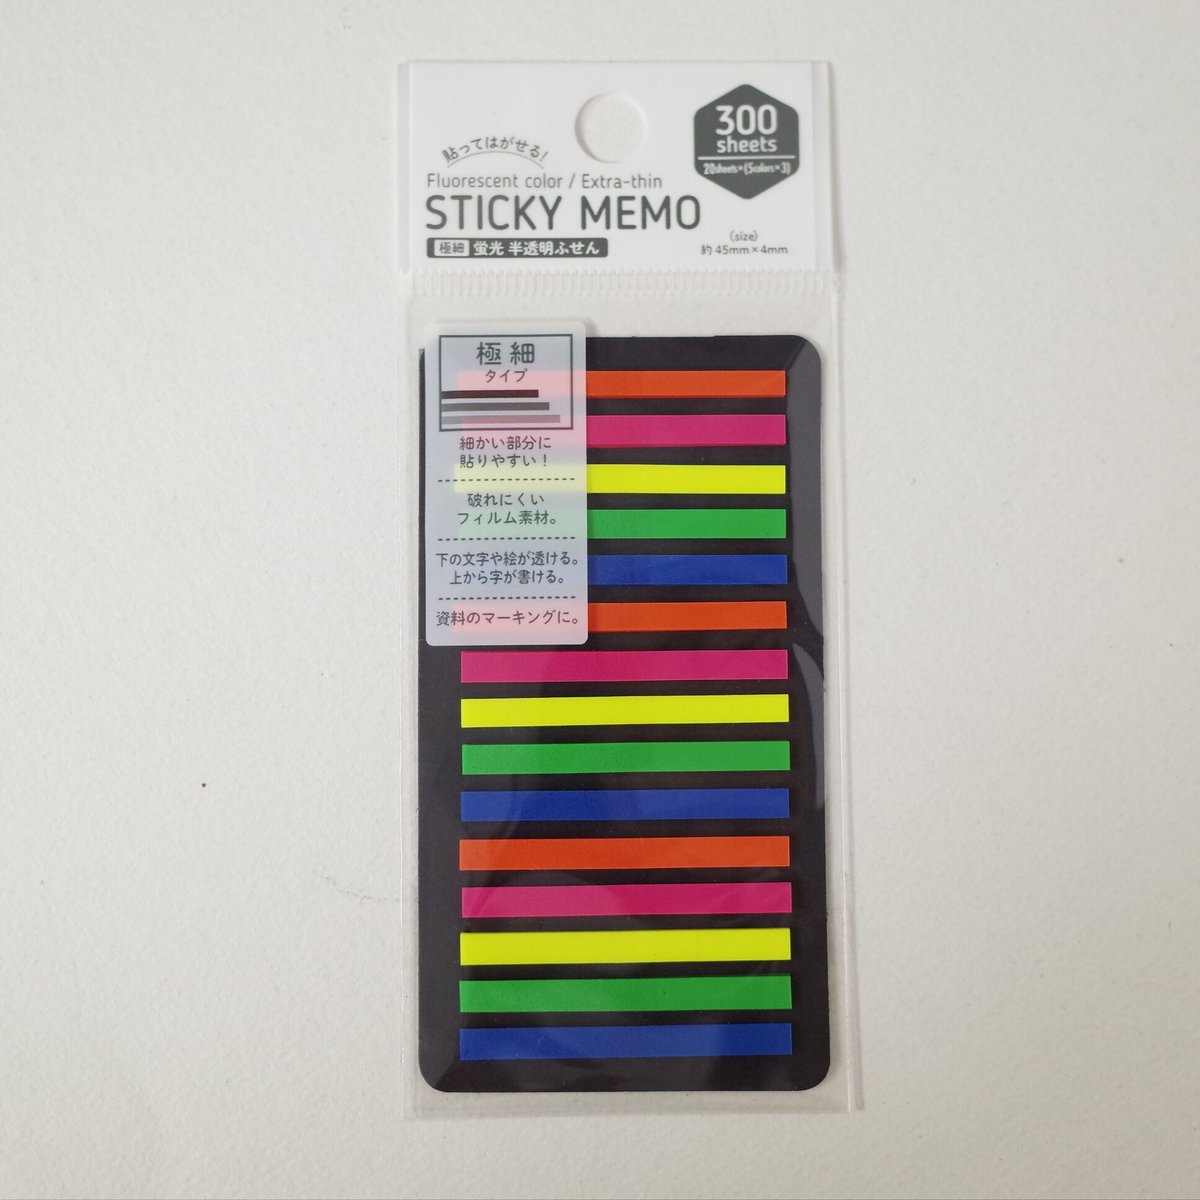 貼ってはがせる!
Fluorescent color / Extra-thin
STICKY MEMO
極細 蛍光 半透明ふせん
300
sheets
20sheets×(5colors×3)
(size)
約 45mm×4mm
極細
タイプ
細かい部分に
貼りやすい!
破れにくい
フィルム素材。
下の文字や絵が透ける。
上から字が書ける。
資料のマーキングに。